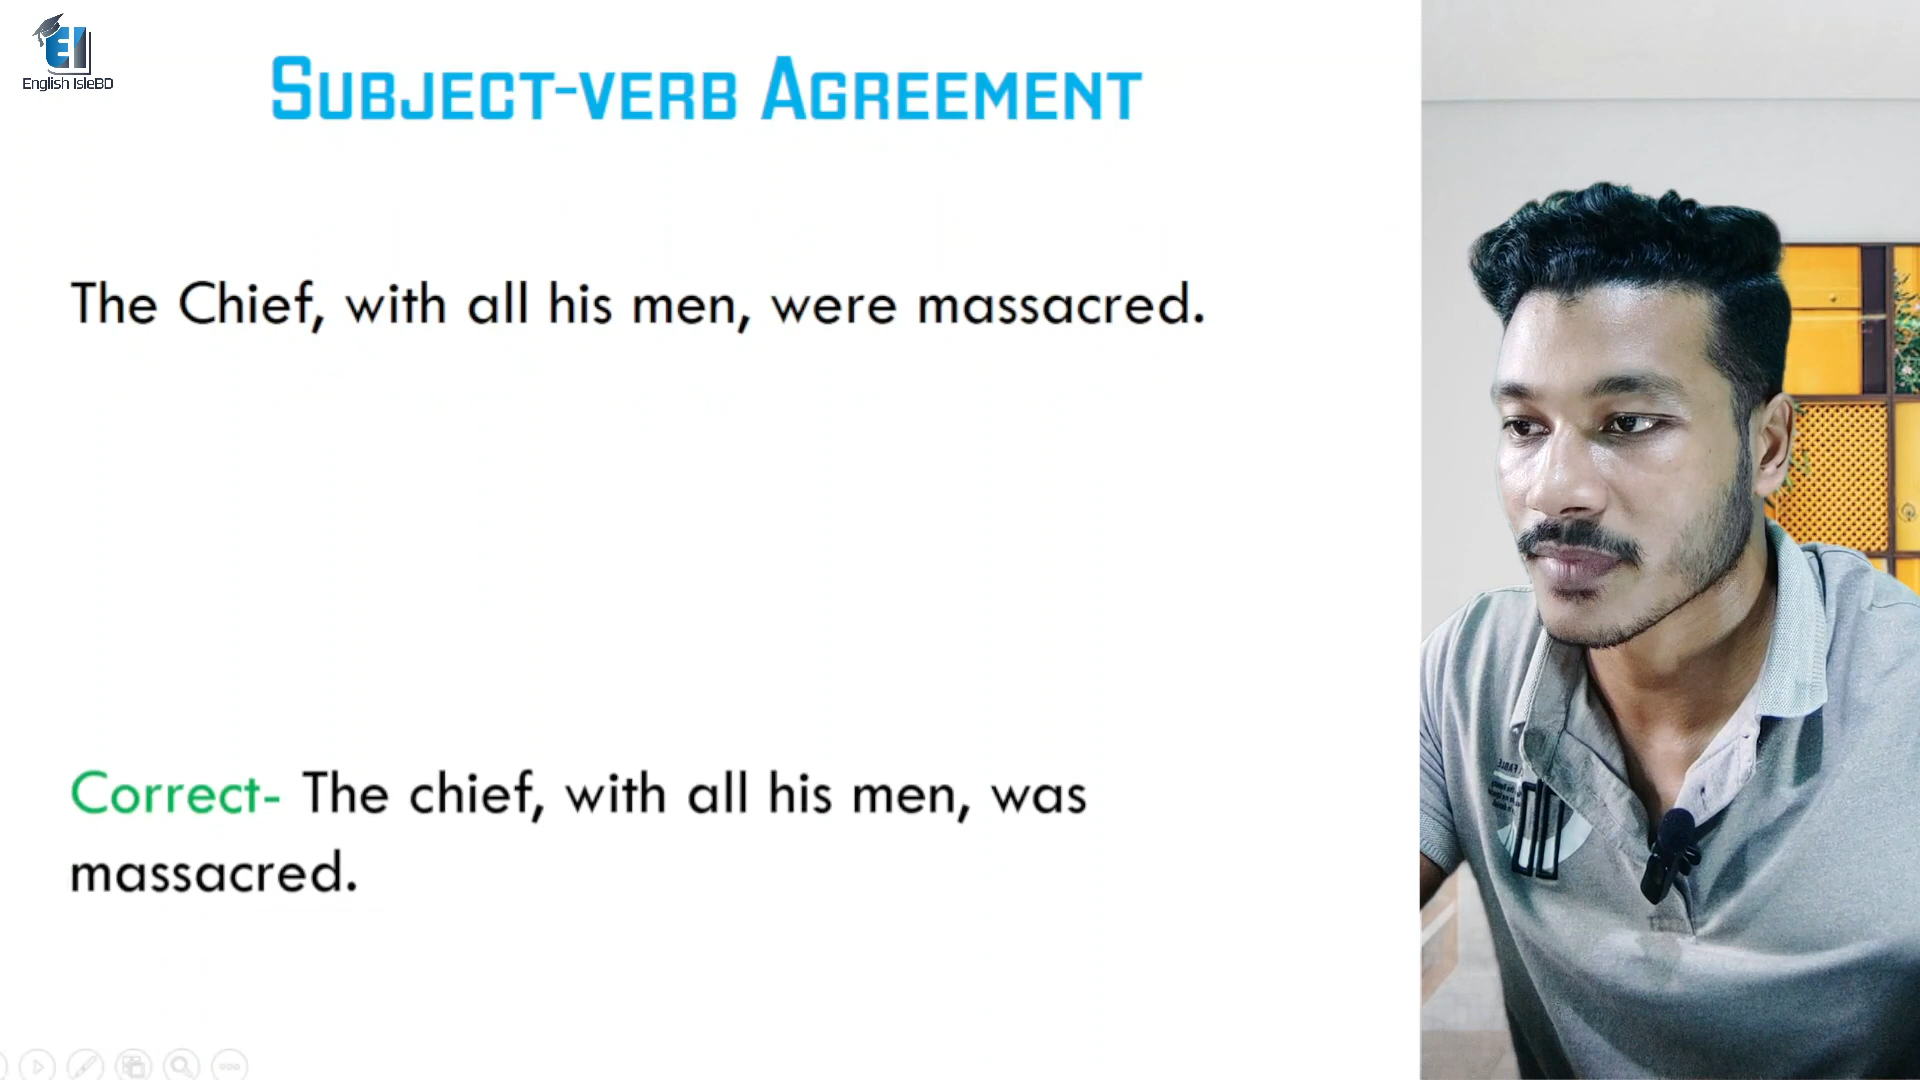 English IsleBD
SUBJECT-VERB AGREEMENT
The Chief, with all his men, were massacred.
Correct- The chief, with all his men, was
massacred.